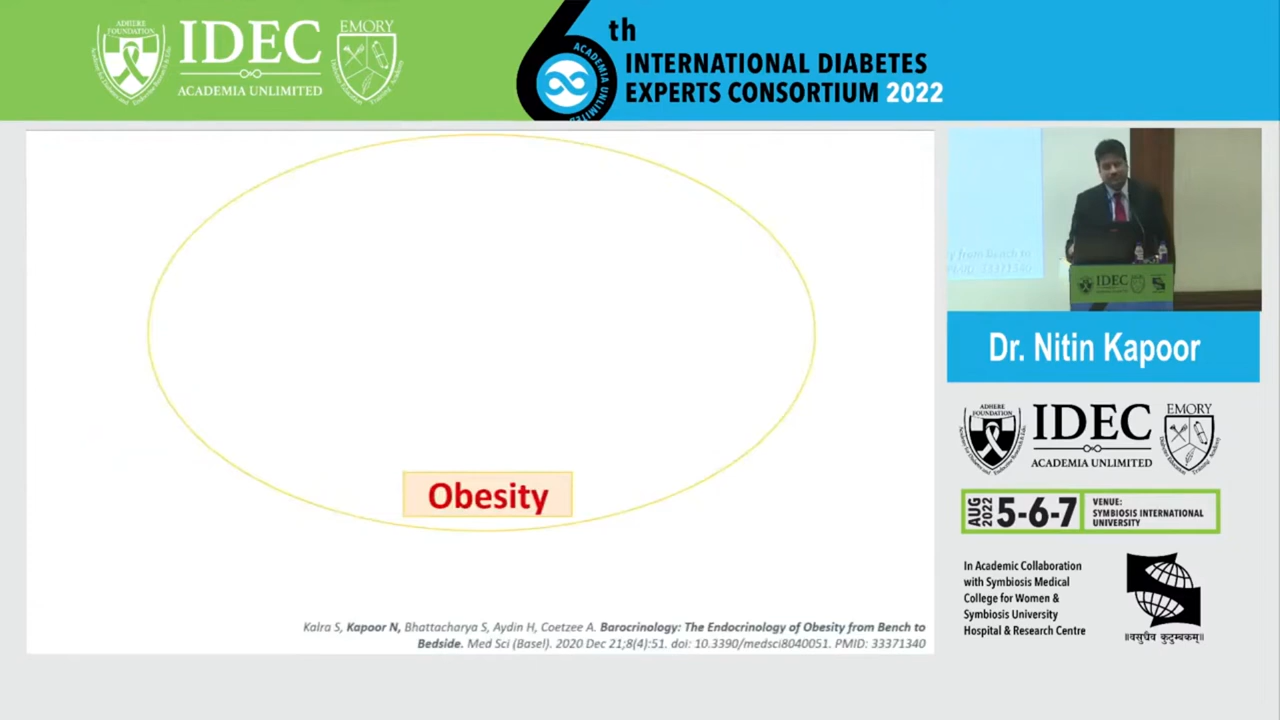 ADHERE
FOUNDATION
IDEC
ACADEMIA UNLIMITED
EMORY
6th
ACADEMIA UNLIMITED
INTERNATIONAL DIABETES
EXPERTS CONSORTIUM 2022
Obesity
Kalra S, Kapoor N, Bhattacharya S, Aydin H, Coetzee A. Barocrinology: The Endocrinology of Obesity from Bench to
Bedside. Med Sci (Basel). 2020 Dec 21;8(4):51. doi: 10.3390/medsci8040051. PMID: 33371340
IDEC
Dr. Nitin Kapoor
ADHERE
FOUNDATION
IDEC
ACADEMIA UNLIMITED
EMORY
AUG
2022
5-6-7
VENUE:
SYMBIOSIS INTERNATIONAL
UNIVERSITY
In Academic Collaboration
with Symbiosis Medical
College for Women &
Symbiosis University
Hospital & Research Centre
॥वसुधैव कुटुम्बकम्॥